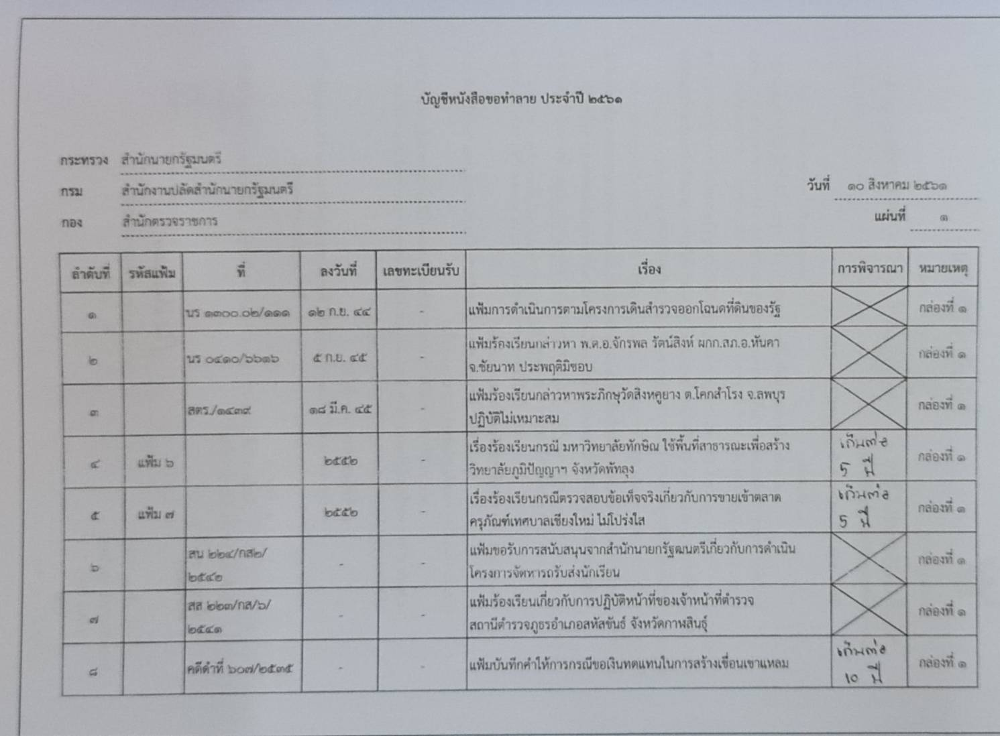 บัญชีหนังสือขอทำลาย ประจำปี ๒๕๖๑
กระทรวง สำนักนายกรัฐมนตรี
กรม สำนักงานปลัดสำนักนายกรัฐมนตรี
วันที่ ๑๐ สิงหาคม ๒๕๖๑
กอง สำนักตรวจราชการ
แผ่นที่ ๑
ลำดับที่ รหัสแฟ้ม ที่ ลงวันที่ เลขทะเบียนรับ เรื่อง การพิจารณา หมายเหตุ
๑ นร ๑๓๐๐.๐๒/๑๑๑ ๑๒ ก.ย. ๔๔ - แฟ้มการดำเนินการตามโครงการเดินสำรวจออกโฉนดที่ดินของรัฐ กล่องที่ ๑
๒ นร ๐๔๑๐/๖๖๑๖ ๕ ก.ย. ๔๕ - แฟ้มร้องเรียนกล่าวหา พ.ต.อ.จักรพล รัตน์สิงห์ ผกก.สภ.อ.หันคา กล่องที่ ๑
จ.ชัยนาท ประพฤติมิชอบ
๓ สตร./๑๔๓๙ ๑๘ มี.ค. ๔๕ - แฟ้มร้องเรียนกล่าวหาพระภิกษุวัดสิงหคูยาง ต.โคกสำโรง จ.ลพบุรี กล่องที่ ๑
ปฏิบัติไม่เหมาะสม
๔ แฟ้ม ๖ ๒๕๕๒ - เรื่องร้องเรียนกรณี มหาวิทยาลัยทักษิณ ใช้พื้นที่สาธารณะเพื่อสร้าง เก็บต่อ กล่องที่ ๑
วิทยาลัยภูมิปัญญาฯ จังหวัดพัทลุง 5 ปี
๕ แฟ้ม ๗ ๒๕๕๒ - เรื่องร้องเรียนกรณีตรวจสอบข้อเท็จจริงเกี่ยวกับการขายเข้าตลาด เก็บต่อ กล่องที่ ๑
ครุภัณฑ์เทศบาลเชียงใหม่ ไม่โปร่งใส 5 ปี
๖ สน ๒๒๔/กส๒/ - - แฟ้มขอรับการสนับสนุนจากสำนักนายกรัฐฒนตรีเกี่ยวกับการดำเนิน กล่องที่ ๑
๒๕๔๒ โครงการจัดหารถรับส่งนักเรียน
๗ สส ๒๒๓/กส/๖/ - - แฟ้มร้องเรียนเกี่ยวกับการปฏิบัติหน้าที่ของเจ้าหน้าที่ตำรวจ กล่องที่ ๑
๒๕๔๑ สถานีตำรวจภูธรอำเภอสหัสขันธ์ จังหวัดกาฬสินธุ์
๘ คดีดำที่ ๖๐๗/๒๕๓๕ - - แฟ้มบันทึกคำให้การกรณีขอเงินทดแทนในการสร้างเขื่อนเขาแหลม เก็บต่อ กล่องที่ ๑
10 ปี